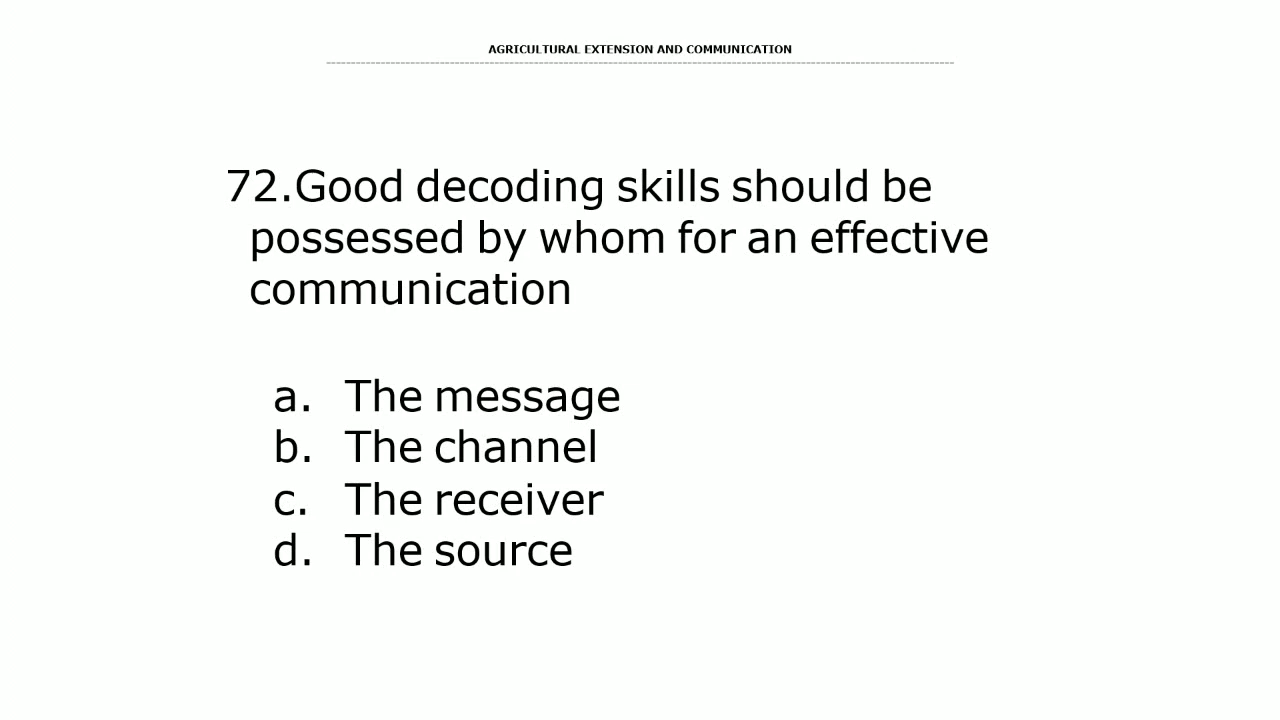 AGRICULTURAL EXTENSION AND COMMUNICATION
72.Good decoding skills should be
possessed by whom for an effective
communication
a. The message
b. The channel
c. The receiver
d. The source